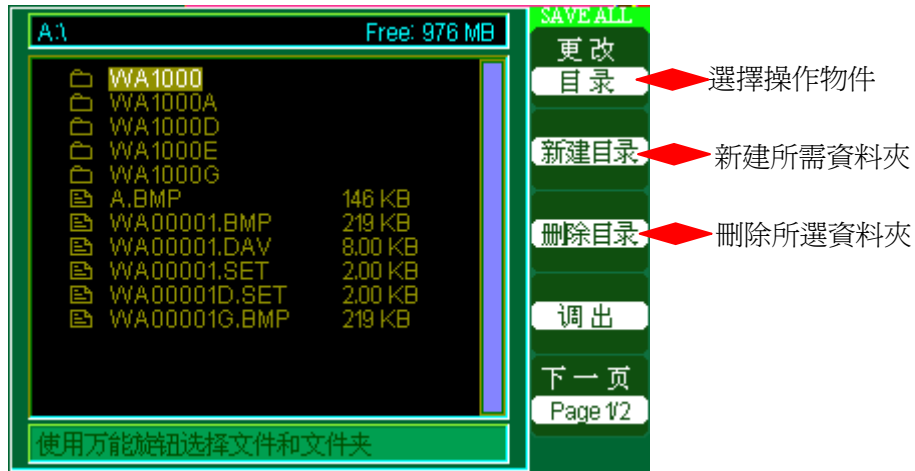 A:\ Free: 976 MB
WA1000
WA1000A
WA1000D
WA1000E
WA1000G
A.BMP 146 KB
WA00001.BMP 219 KB
WA00001.DAV 8.00 KB
WA00001.SET 2.00 KB
WA00001D.SET 2.00 KB
WA00001G.BMP 219 KB
使用万能旋钮选择文件和文件夹
SAVE ALL
更改
目录
新建目录
删除目录
调出
下一页
Page 1/2
選擇操作物件
新建所需資料夾
刪除所選資料夾